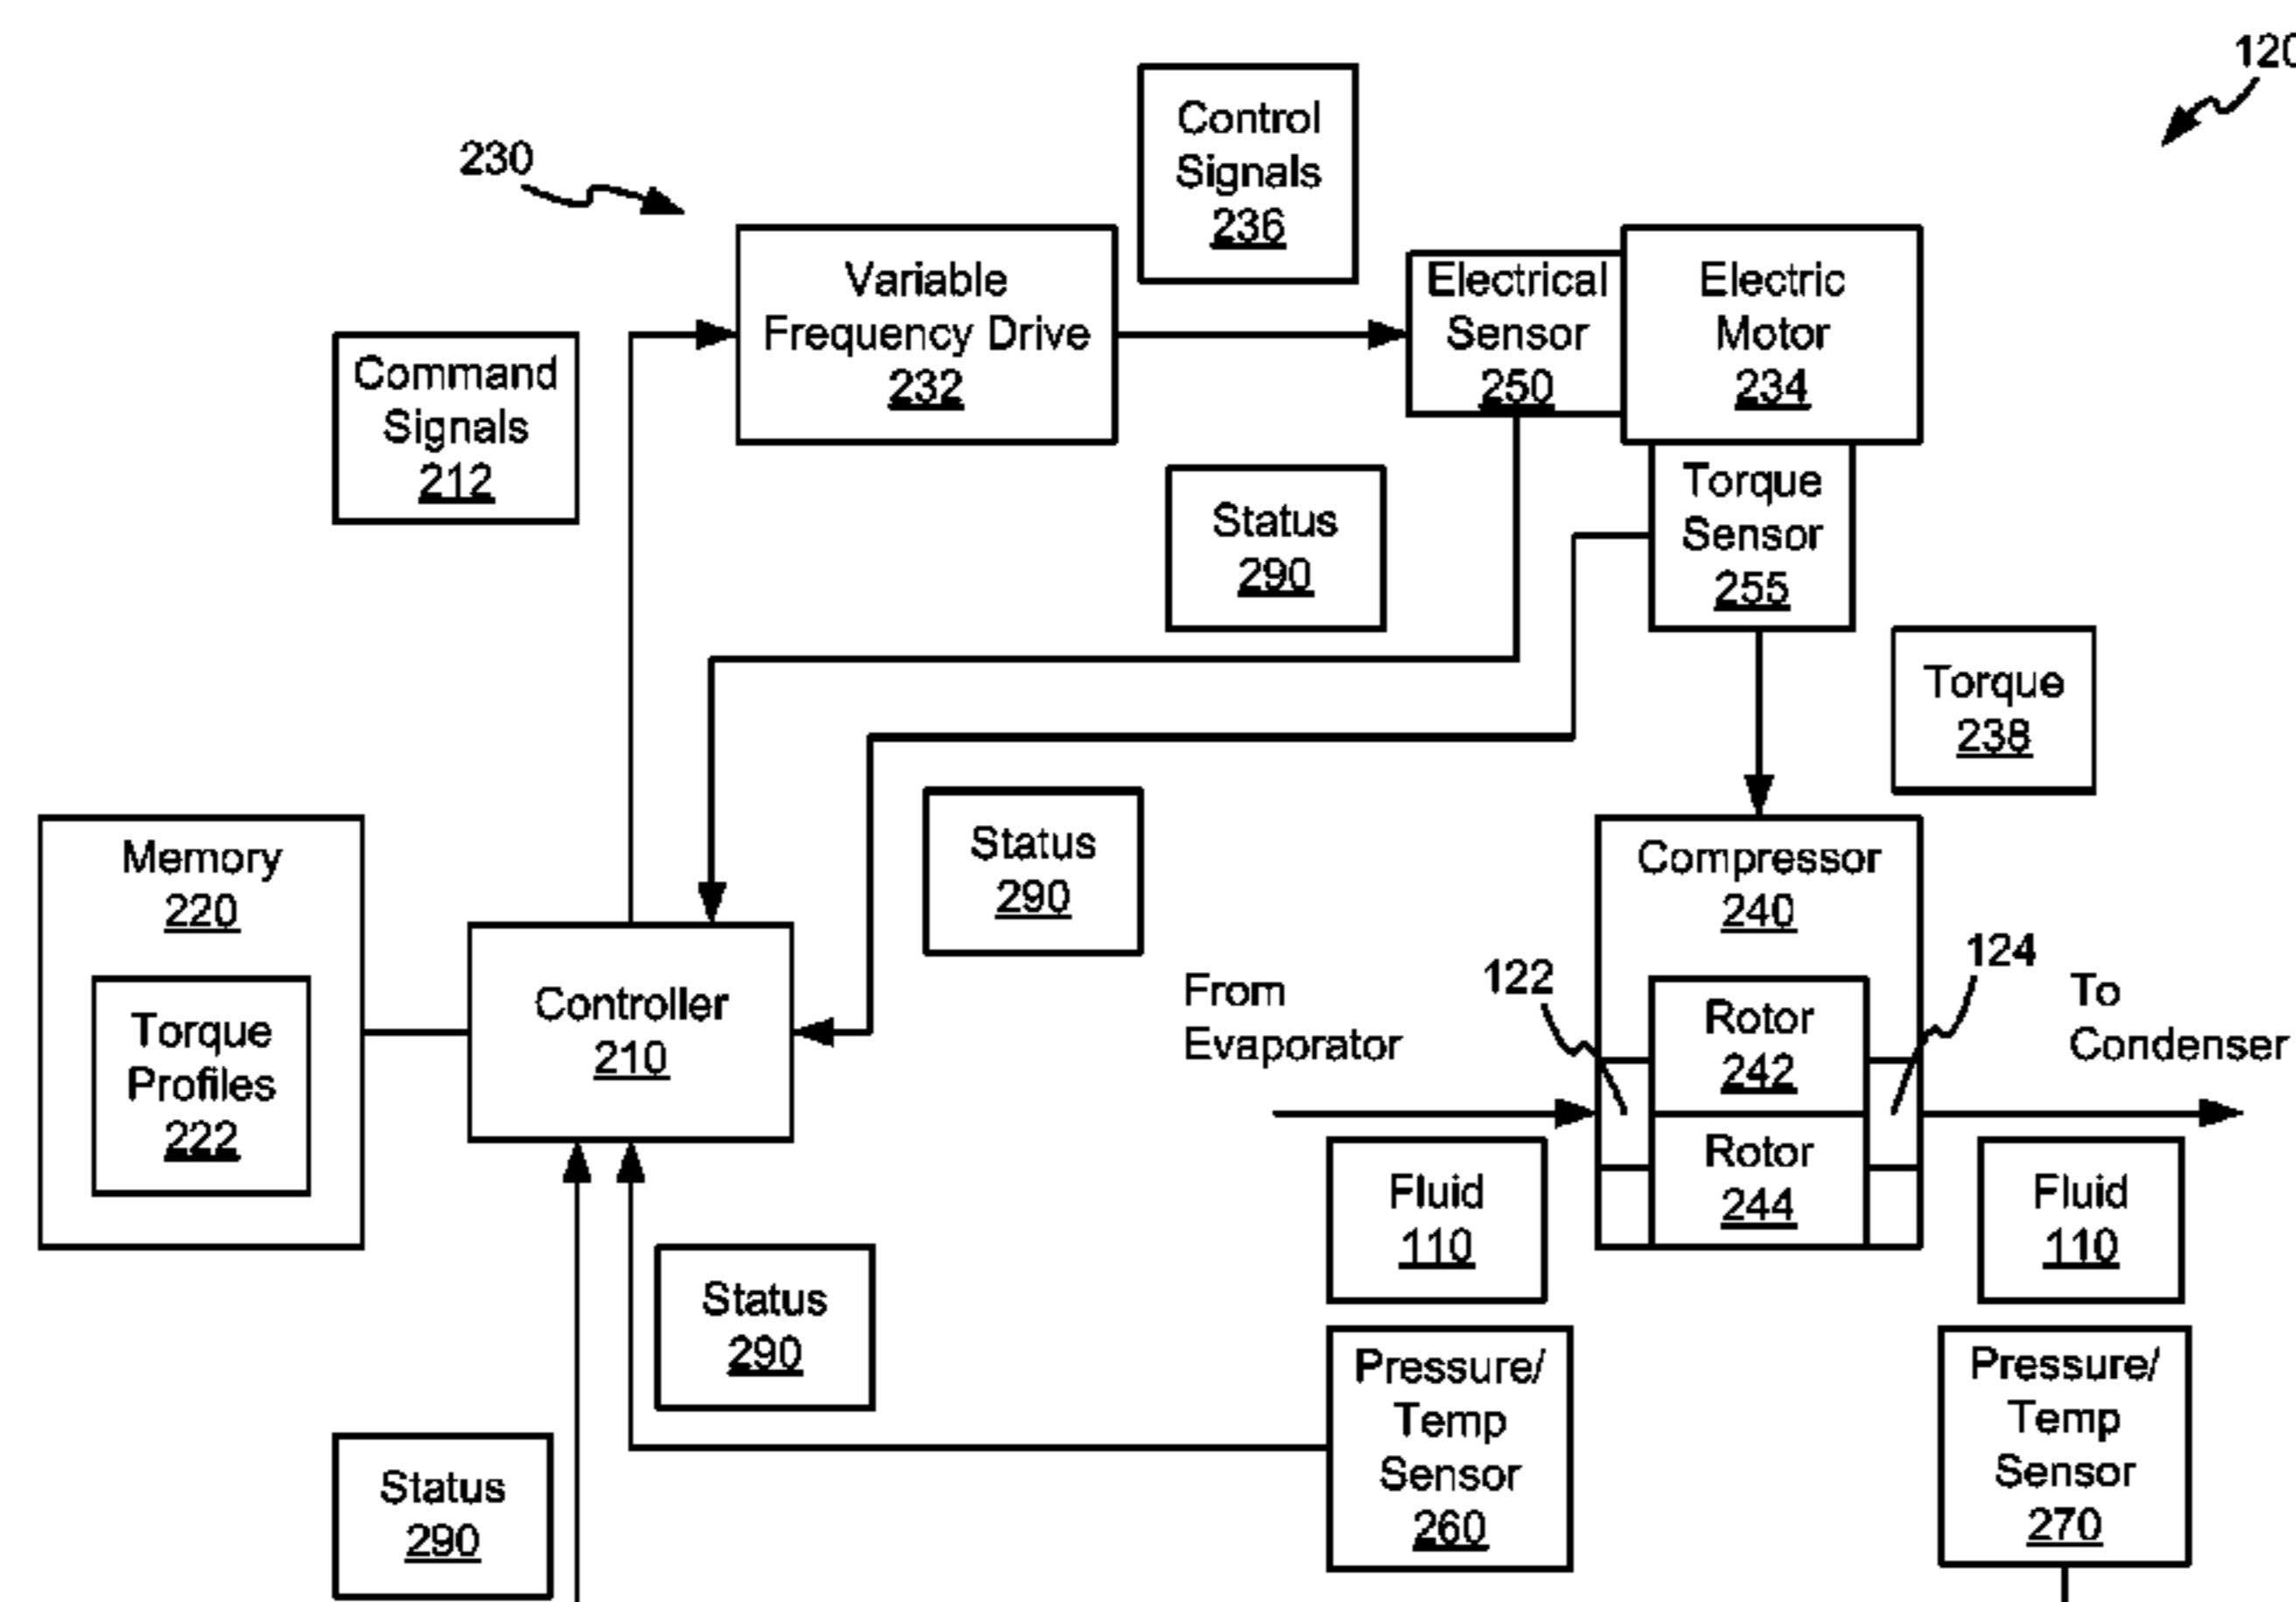 120
230
Control
Signals
236
Variable
Frequency Drive
232
Electrical
Sensor
250
Electric
Motor
234
Command
Signals
212
Status
290
Torque
Sensor
255
Torque
238
Memory
220
Torque
Profiles
222
Controller
210
Status
290
Compressor
240
122
124
From
Evaporator
Rotor
242
Rotor
244
To
Condenser
Fluid
110
Fluid
110
Status
290
Pressure/
Temp
Sensor
260
Pressure/
Temp
Sensor
270
Status
290